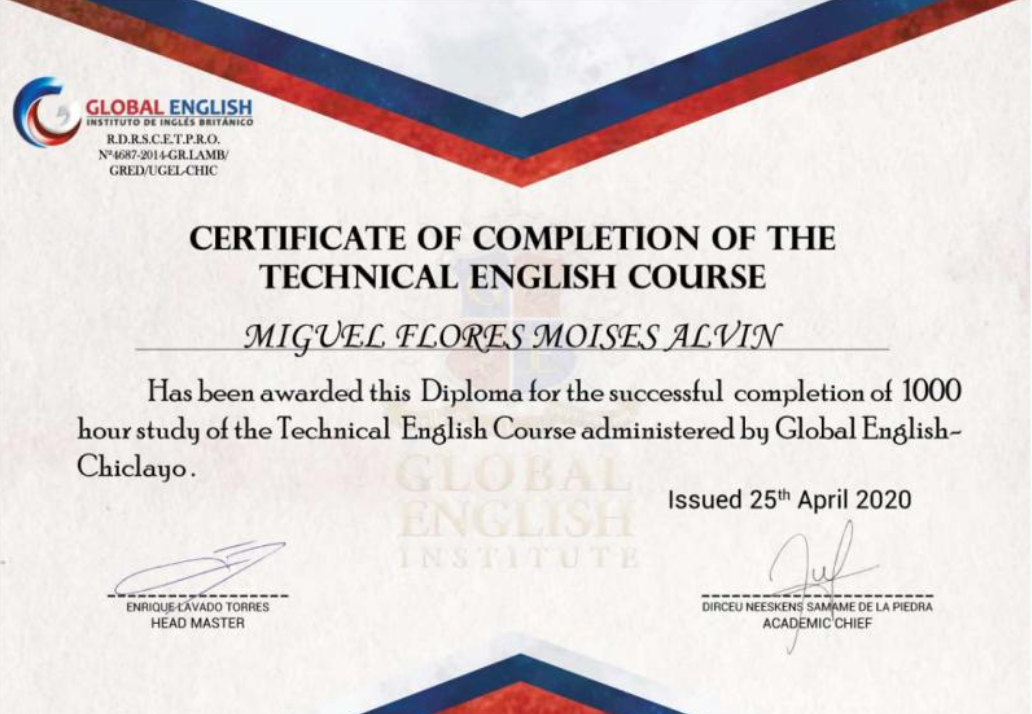 GLOBAL ENGLISH
INSTITUTO DE INGLÉS BRITÁNICO
R.D.R.S.C.E.T.P.R.O.
Nº4687-2014-GR.LAMB/
GRED/UGEL-CHIC
CERTIFICATE OF COMPLETION OF THE
TECHNICAL ENGLISH COURSE
MIGUEL FLORES MOISES ALVIN
Has been awarded this Diploma for the successful completion of 1000
hour study of the Technical English Course administered by Global English-
Chiclayo.
GLOBAL
ENGLISH
INSTITUTE
Issued 25th April 2020
ENRIQUE LAVADO TORRES
HEAD MASTER
DIRCEU NEESKENS SAMAME DE LA PIEDRA
ACADEMIC CHIEF